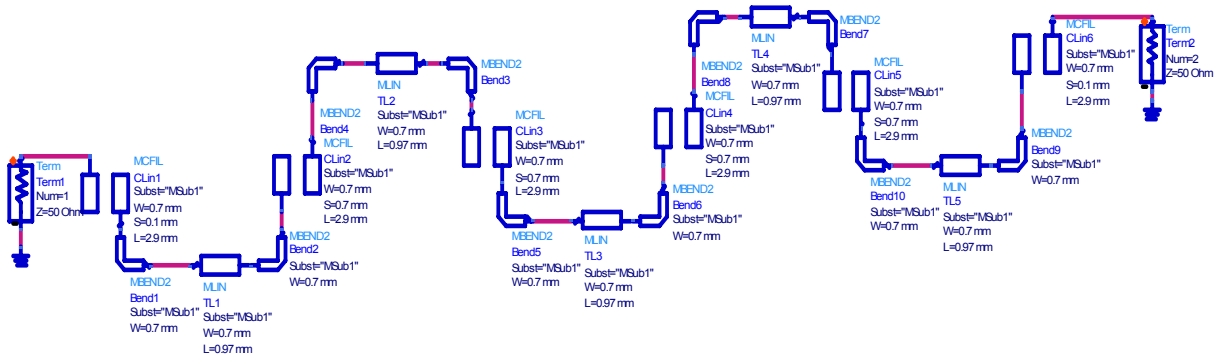 Term
Term1
Num=1
Z=50 Ohm
MCFIL
CLin1
Subst="MSub1"
W=0.7 mm
S=0.1 mm
L=2.9 mm
MBEND2
Bend1
Subst="MSub1"
W=0.7 mm
MLIN
TL1
Subst="MSub1"
W=0.7 mm
L=0.97 mm
MBEND2
Bend2
Subst="MSub1"
W=0.7 mm
MBEND2
Bend4
MCFIL
CLin2
Subst="MSub1"
W=0.7 mm
S=0.7 mm
L=2.9 mm
MLIN
TL2
Subst="MSub1"
W=0.7 mm
L=0.97 mm
MBEND2
Bend3
MCFIL
CLin3
Subst="MSub1"
W=0.7 mm
S=0.7 mm
L=2.9 mm
MBEND2
Bend5
Subst="MSub1"
W=0.7 mm
MLIN
TL3
Subst="MSub1"
W=0.7 mm
L=0.97 mm
MBEND2
Bend6
Subst="MSub1"
W=0.7 mm
MBEND2
Bend8
MCFIL
CLin4
Subst="MSub1"
W=0.7 mm
S=0.7 mm
L=2.9 mm
MLIN
TL4
Subst="MSub1"
W=0.7 mm
L=0.97 mm
MBEND2
Bend7
MCFIL
CLin5
Subst="MSub1"
W=0.7 mm
S=0.7 mm
L=2.9 mm
MBEND2
Bend10
Subst="MSub1"
W=0.7 mm
MLIN
TL5
Subst="MSub1"
W=0.7 mm
L=0.97 mm
MBEND2
Bend9
Subst="MSub1"
W=0.7 mm
MCFIL
CLin6
Subst="MSub1"
W=0.7 mm
S=0.1 mm
L=2.9 mm
Term
Term2
Num=2
Z=50 Ohm